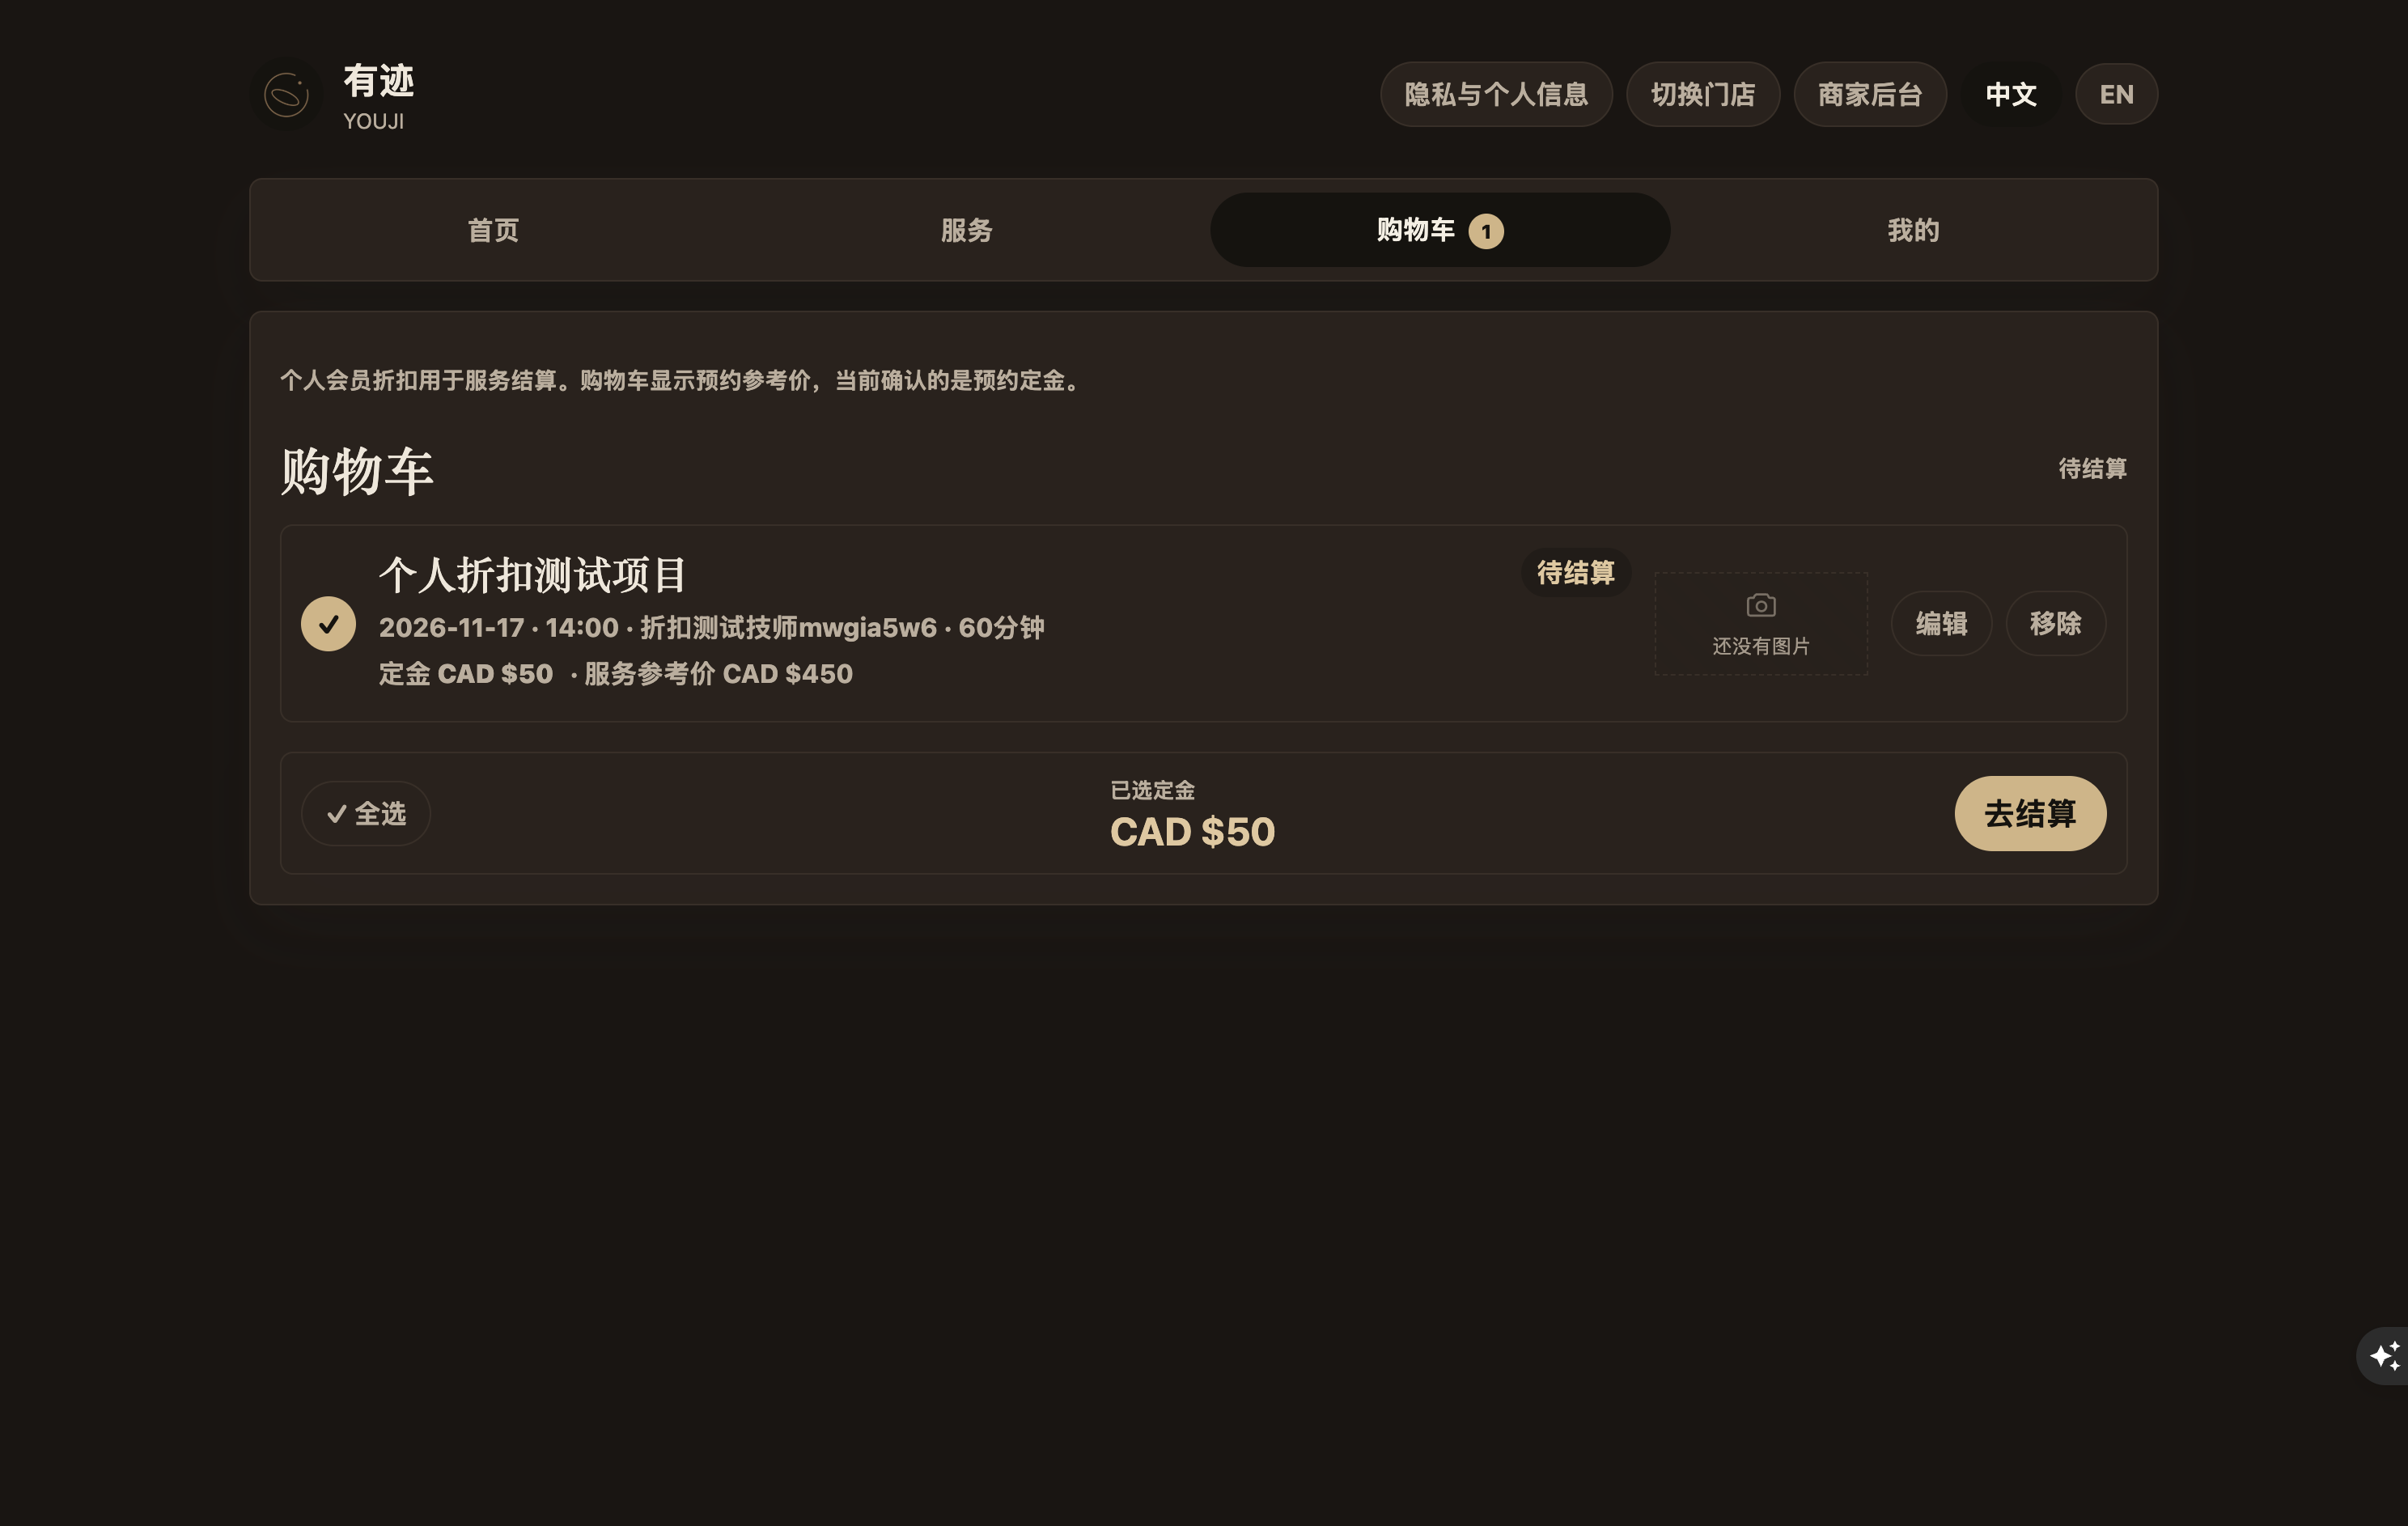 有迹
YOUJI
隐私与个人信息
切换门店
商家后台
中文
EN
首页
服务
购物车 1
我的
个人会员折扣用于服务结算。购物车显示预约参考价，当前确认的是预约定金。
购物车
待结算
个人折扣测试项目
待结算
2026-11-17 · 14:00 · 折扣测试技师mwgia5w6 · 60分钟
定金 CAD $50 · 服务参考价 CAD $450
还没有图片
编辑
移除
全选
已选定金
CAD $50
去结算